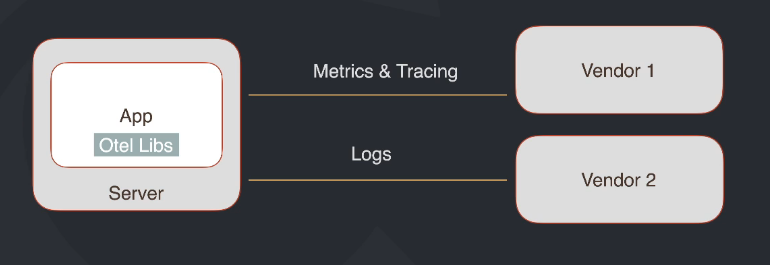 App
Otel Libs
Server
Metrics & Tracing
Logs
Vendor 1
Vendor 2